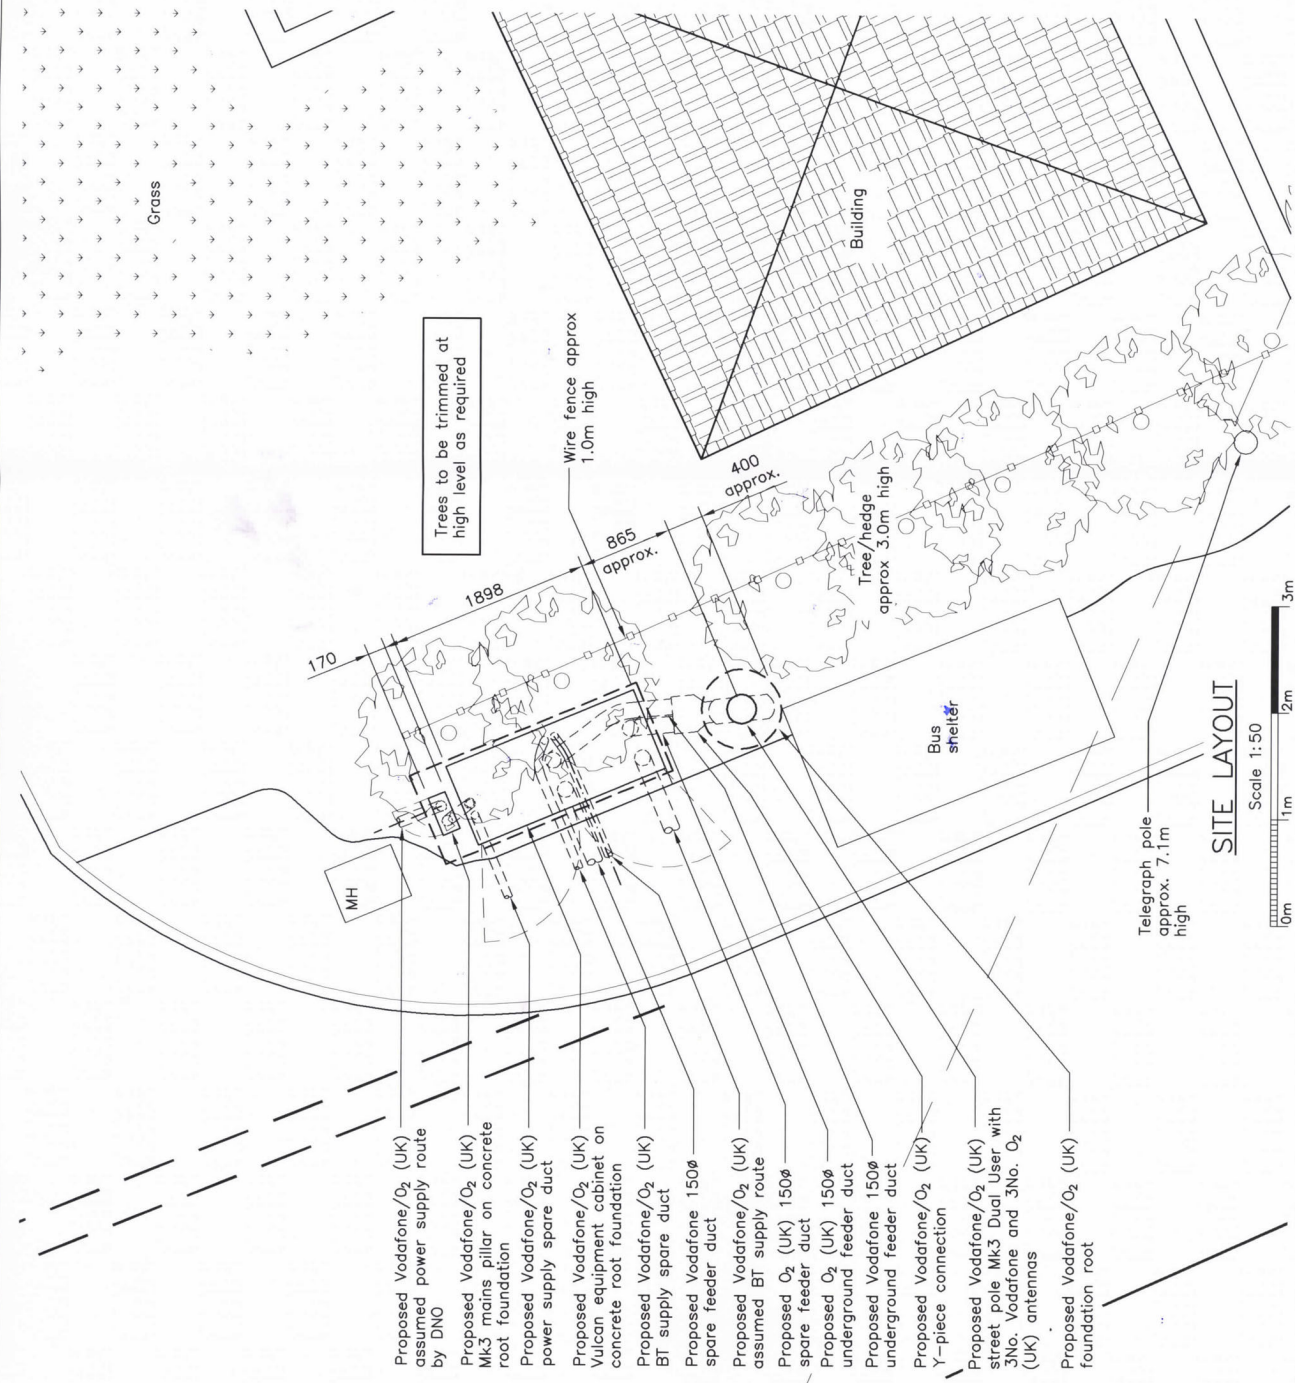 Grass
Trees to be trimmed at
high level as required
Wire fence approx
1.0m high
Building
170
1898
865
approx.
400
approx.
Tree/hedge
approx 3.0m high
MH
Bus
shelter
Proposed Vodafone/O₂ (UK)
assumed power supply route
by DNO
Proposed Vodafone/O₂ (UK)
Mk3 mains pillar on concrete
root foundation
Proposed Vodafone/O₂ (UK)
power supply spare duct
Proposed Vodafone/O₂ (UK)
Vulcan equipment cabinet on
concrete root foundation
Proposed Vodafone/O₂ (UK)
BT supply spare duct
Proposed Vodafone 150ø
spare feeder duct
Proposed Vodafone/O₂ (UK)
assumed BT supply route
Proposed O₂ (UK) 150ø
spare feeder duct
Proposed O₂ (UK) 150ø
underground feeder duct
Proposed Vodafone 150ø
underground feeder duct
Proposed Vodafone/O₂ (UK)
Y-piece connection
Proposed Vodafone/O₂ (UK)
street pole Mk3 Dual User with
3No. Vodafone and 3No. O₂
(UK) antennas
Proposed Vodafone/O₂ (UK)
foundation root
Telegraph pole
approx. 7.1m
high
SITE LAYOUT
Scale 1:50
0m
1m
2m
3m